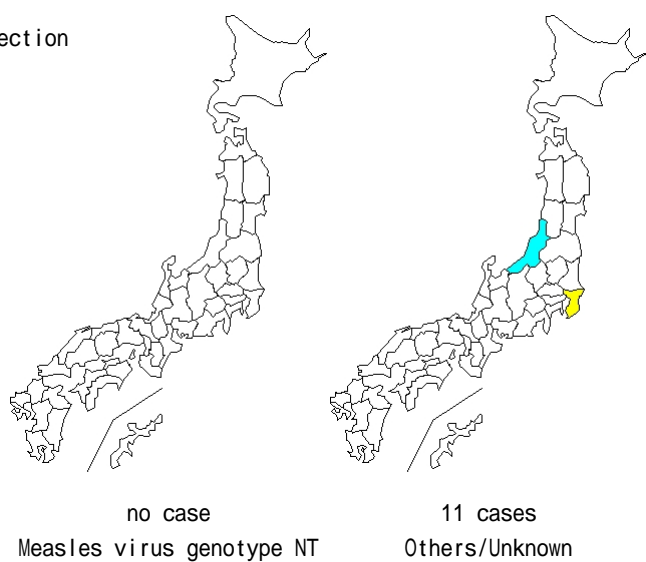 ection
no case
11 cases
Measles virus genotype NT
Others/Unknown